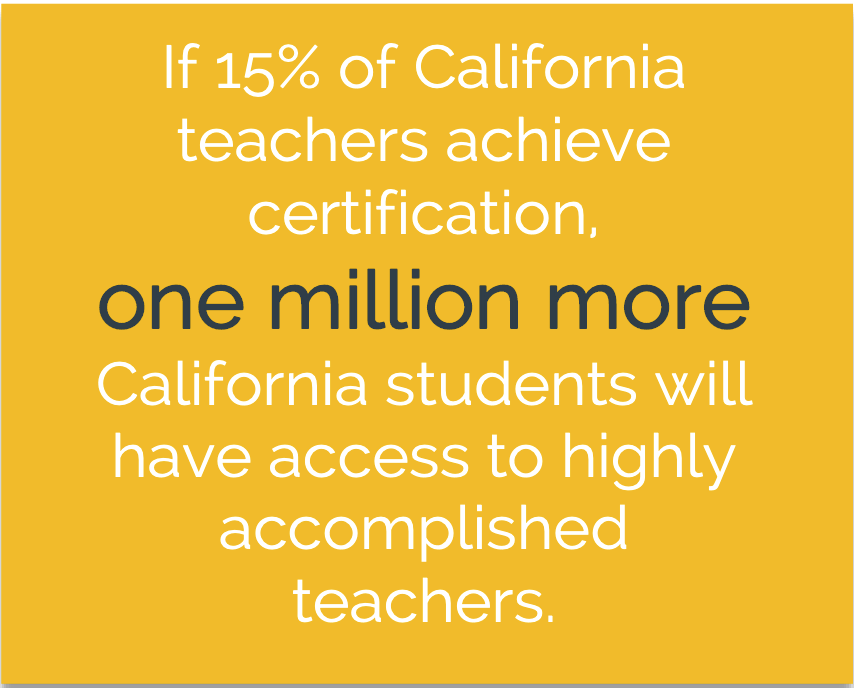 If 15% of California
teachers achieve
certification,
one million more
California students will
have access to highly
accomplished
teachers.